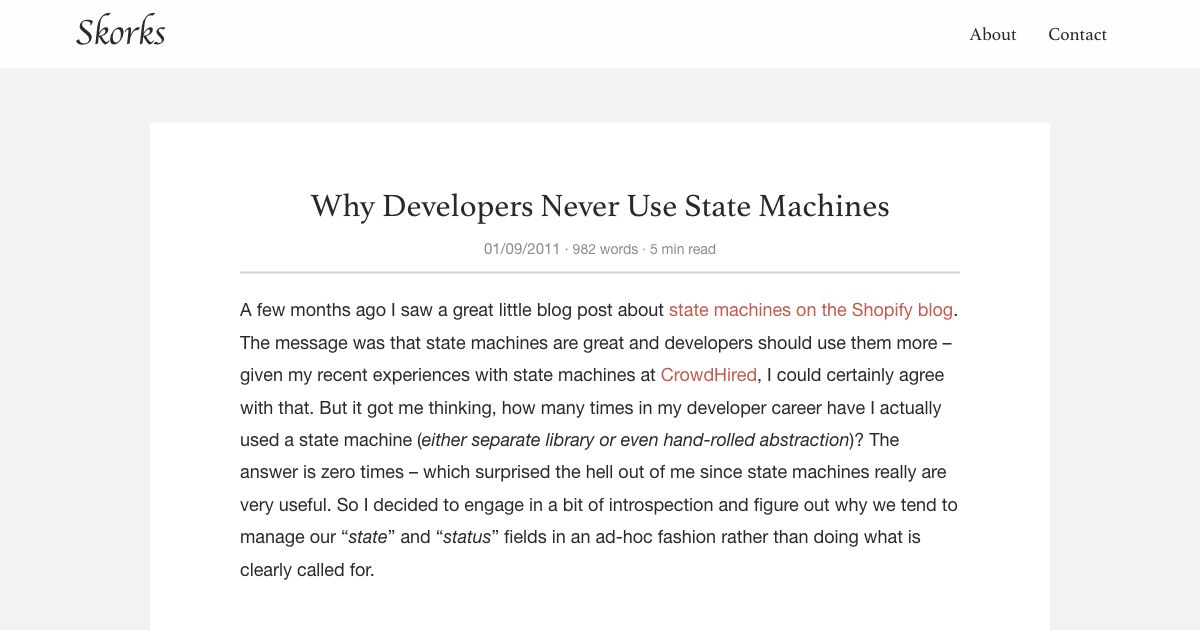 Skorks
About Contact
Why Developers Never Use State Machines
01/09/2011 · 982 words · 5 min read
A few months ago I saw a great little blog post about state machines on the Shopify blog.
The message was that state machines are great and developers should use them more –
given my recent experiences with state machines at CrowdHired, I could certainly agree
with that. But it got me thinking, how many times in my developer career have I actually
used a state machine (either separate library or even hand-rolled abstraction)? The
answer is zero times – which surprised the hell out of me since state machines really are
very useful. So I decided to engage in a bit of introspection and figure out why we tend to
manage our “state” and “status” fields in an ad-hoc fashion rather than doing what is
clearly called for.